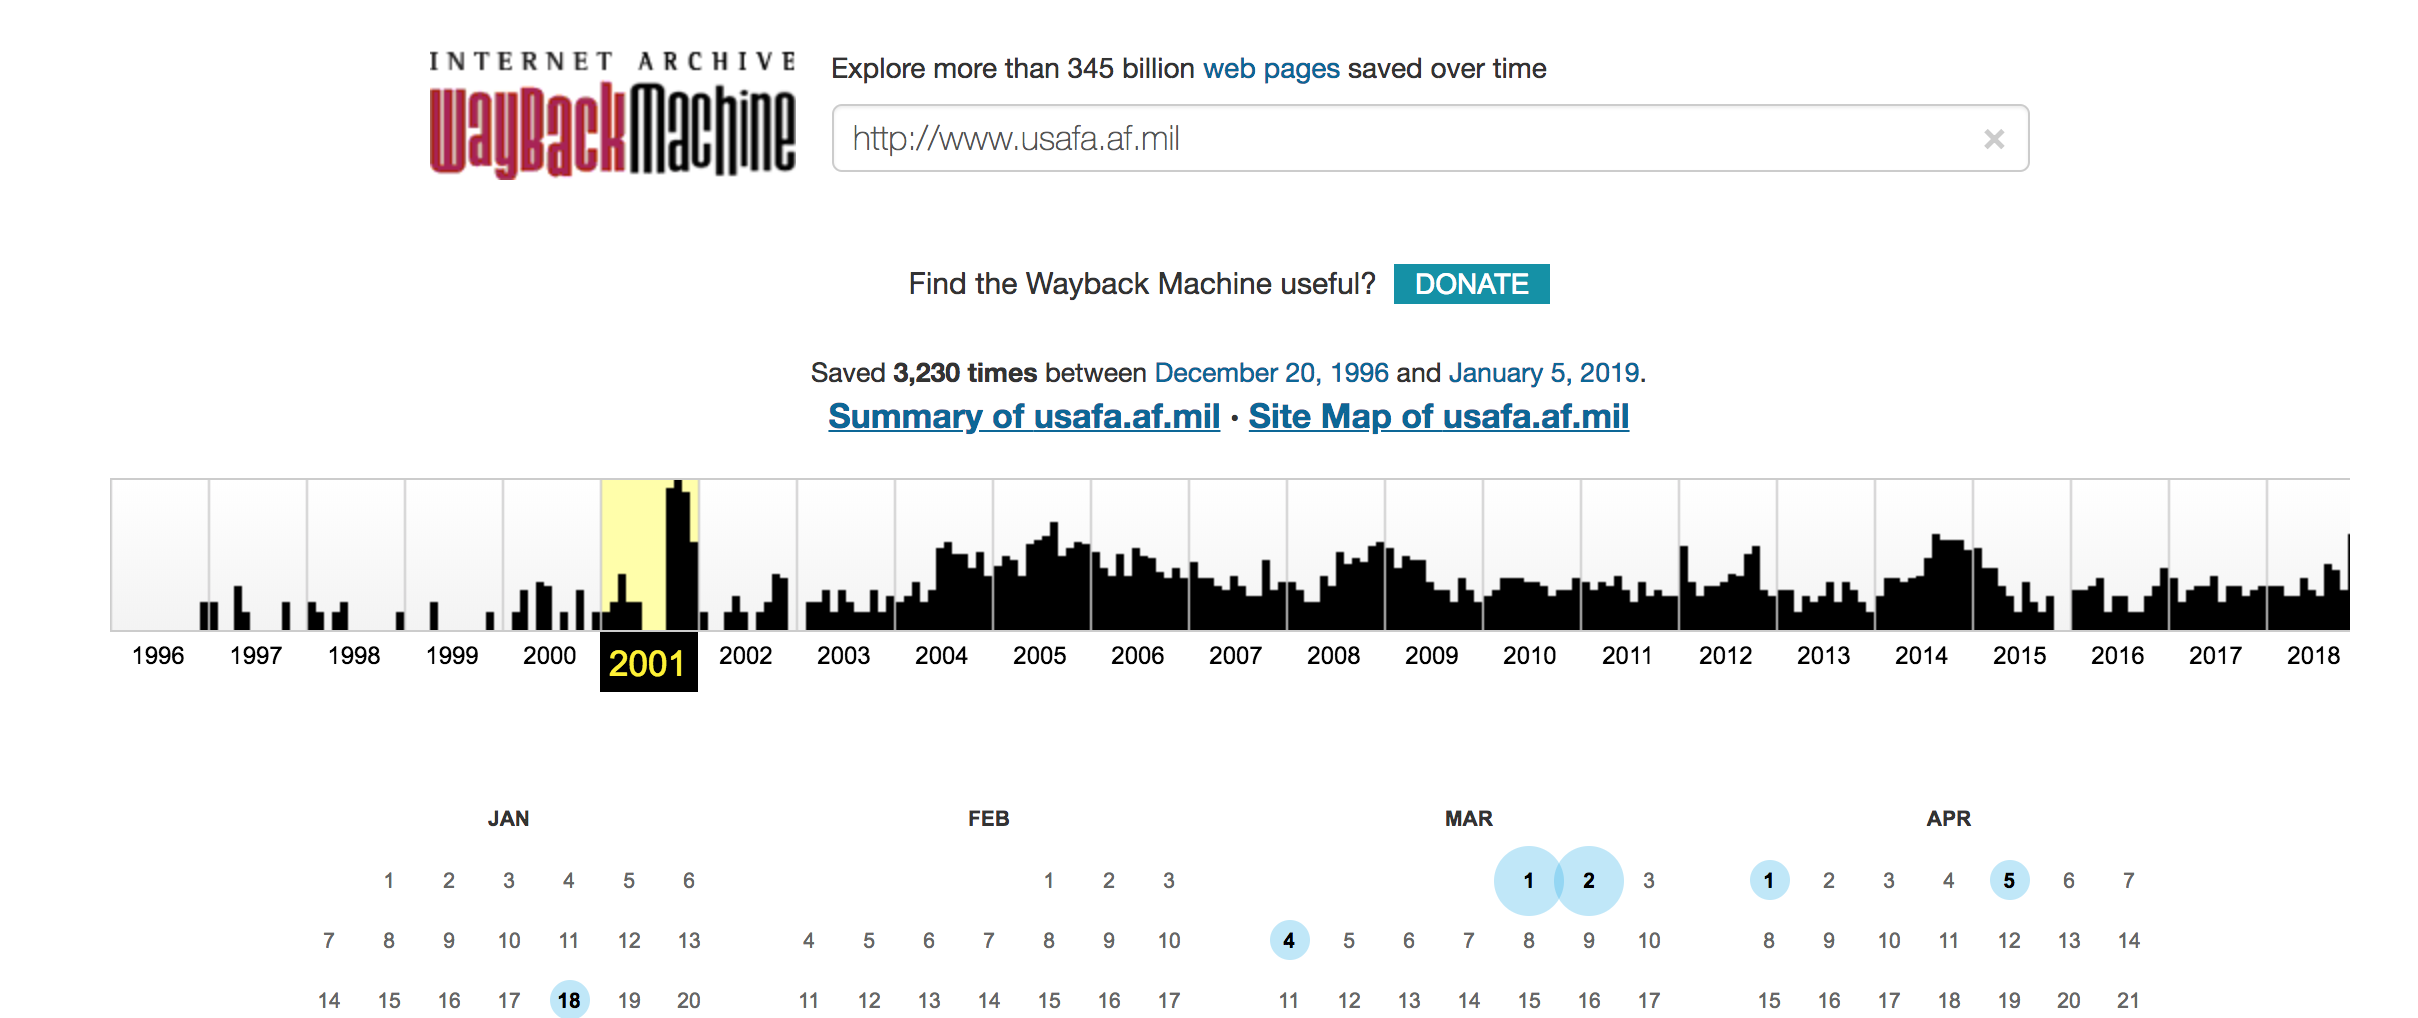 INTERNET ARCHIVE
WayBackMachine
Explore more than 345 billion web pages saved over time
http://www.usafa.af.mil
×
Find the Wayback Machine useful? DONATE
Saved 3,230 times between December 20, 1996 and January 5, 2019.
Summary of usafa.af.mil · Site Map of usafa.af.mil
1996 1997 1998 1999 2000 2001 2002 2003 2004 2005 2006 2007 2008 2009 2010 2011 2012 2013 2014 2015 2016 2017 2018
JAN FEB MAR APR
1 2 3 4 5 6 1 2 3 1 2 3 1 2 3 4 5 6 7
7 8 9 10 11 12 13 4 5 6 7 8 9 10 4 5 6 7 8 9 10 8 9 10 11 12 13 14
14 15 16 17 18 19 20 11 12 13 14 15 16 17 11 12 13 14 15 16 17 15 16 17 18 19 20 21